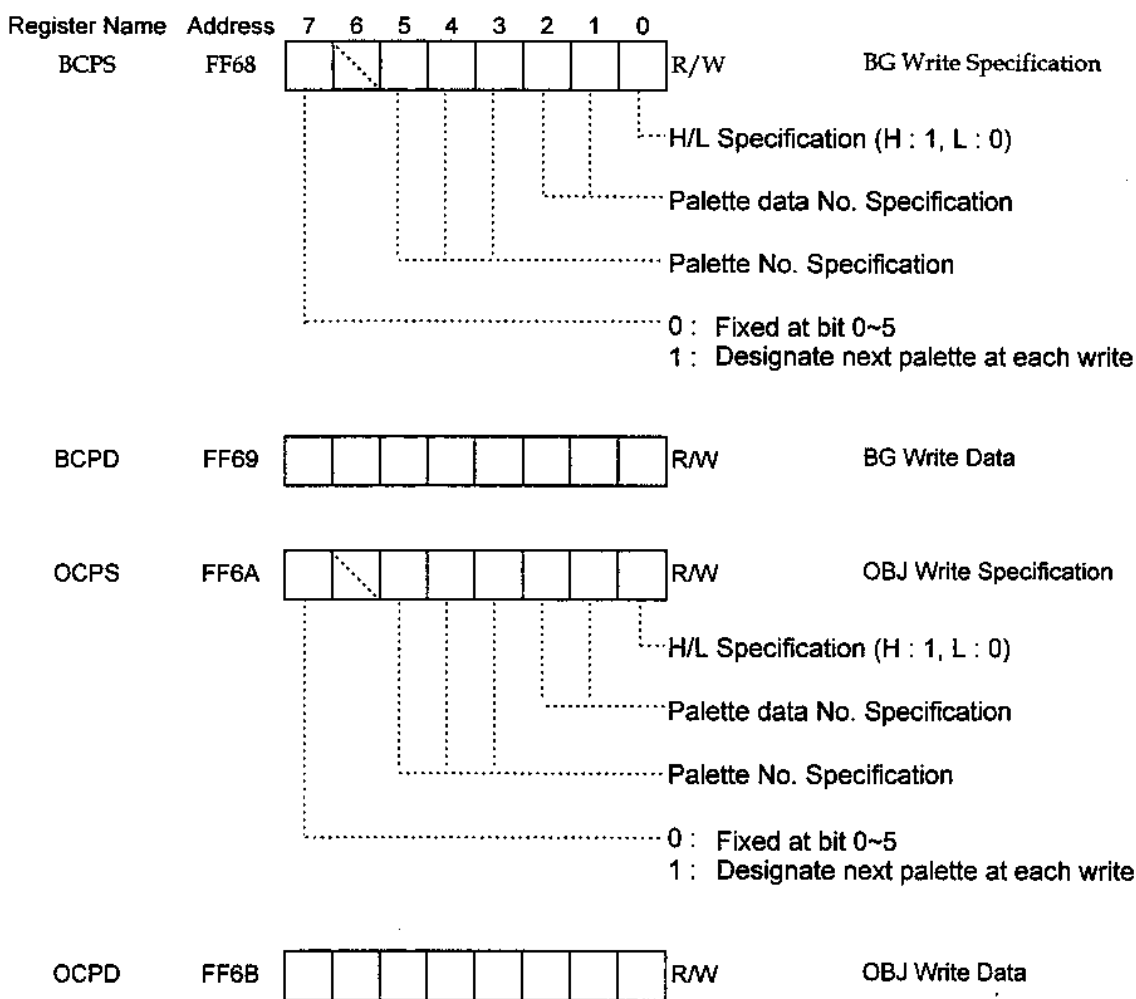 Register Name Address 7 6 5 4 3 2 1 0
BCPS FF68 R/W BG Write Specification
H/L Specification (H : 1, L : 0)
Palette data No. Specification
Palette No. Specification
0 : Fixed at bit 0~5
1 : Designate next palette at each write
BCPD FF69 R/W BG Write Data
OCPS FF6A R/W OBJ Write Specification
H/L Specification (H : 1, L : 0)
Palette data No. Specification
Palette No. Specification
0 : Fixed at bit 0~5
1 : Designate next palette at each write
OCPD FF6B R/W OBJ Write Data